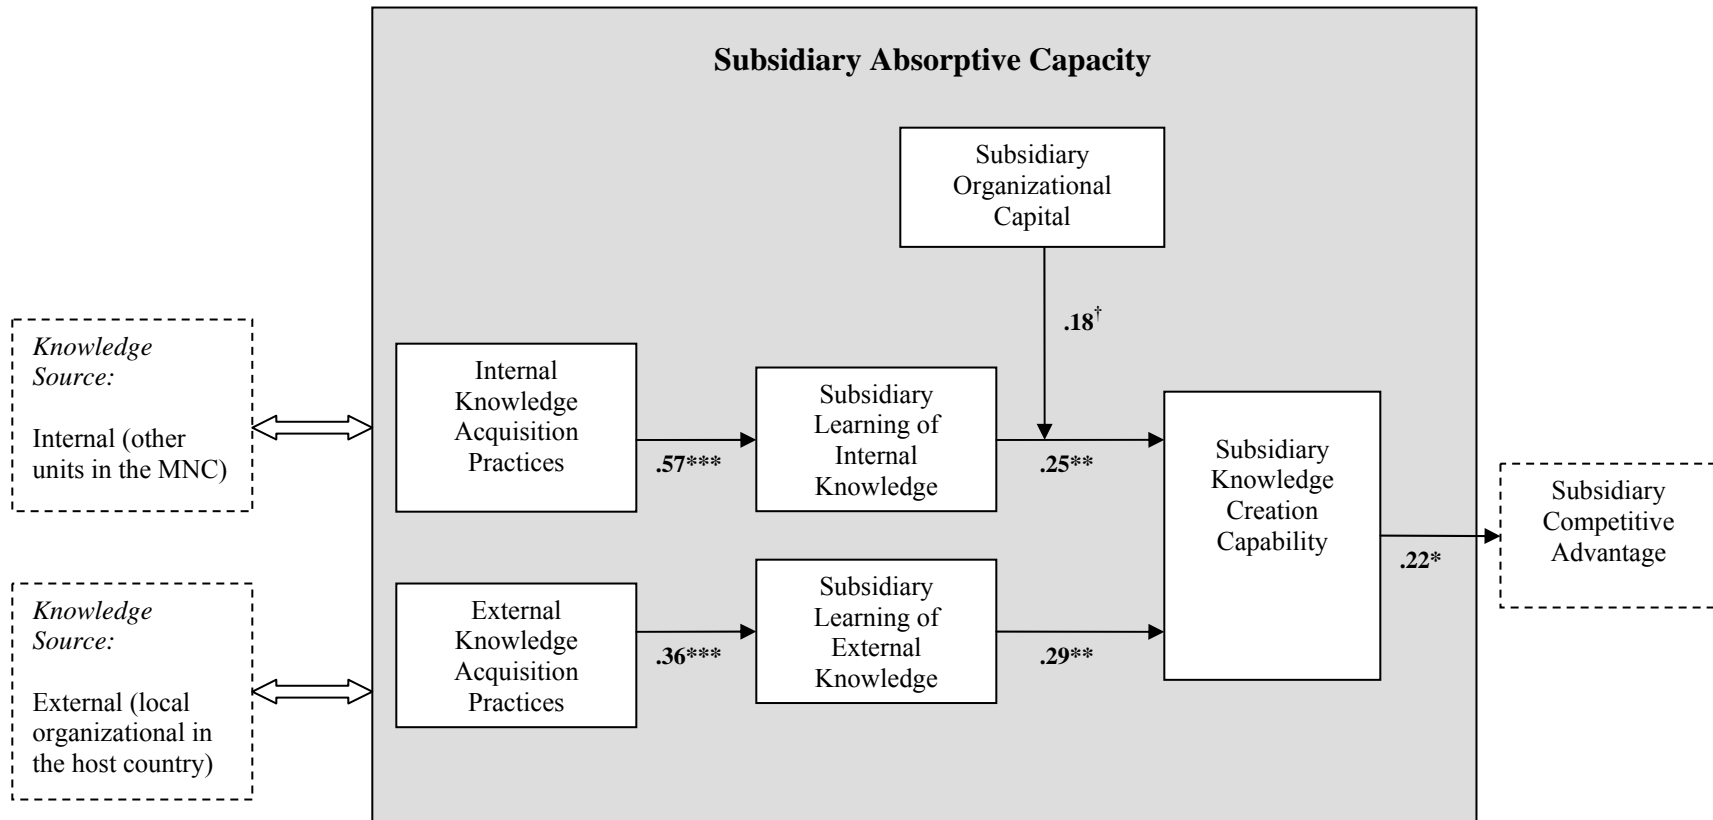 Subsidiary Absorptive Capacity
Subsidiary
Organizational
Capital
.18†
Knowledge
Source:
Internal (other
units in the MNC)
Internal
Knowledge
Acquisition
Practices
.57***
Subsidiary
Learning of
Internal
Knowledge
.25**
Subsidiary
Knowledge
Creation
Capability
.22*
Subsidiary
Competitive
Advantage
Knowledge
Source:
External (local
organizational in
the host country)
External
Knowledge
Acquisition
Practices
.36***
Subsidiary
Learning of
External
Knowledge
.29**